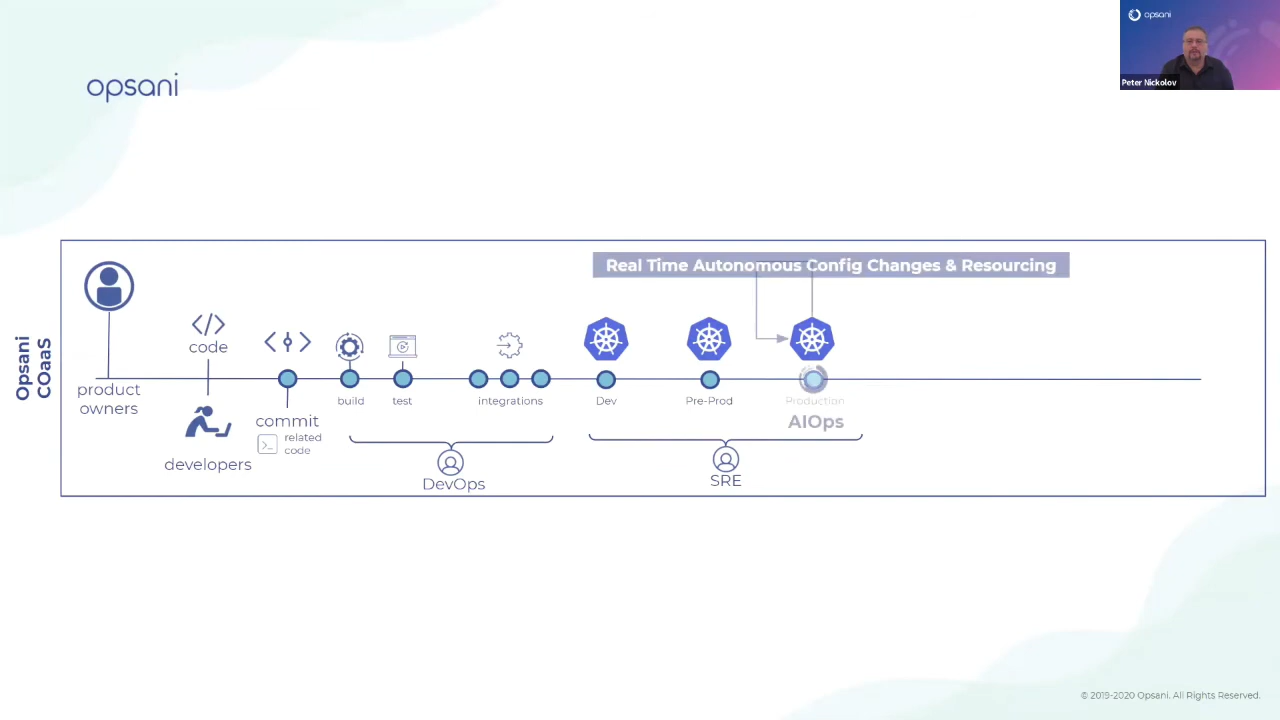 opsani
Peter Nickolov
opsani
Real Time Autonomous Config Changes & Resourcing
Opsani
COaaS
code
product
owners
developers
commit
related
code
build
test
integrations
DevOps
Dev
Pre-Prod
Production
AIOps
SRE
© 2019-2020 Opsani. All Rights Reserved.